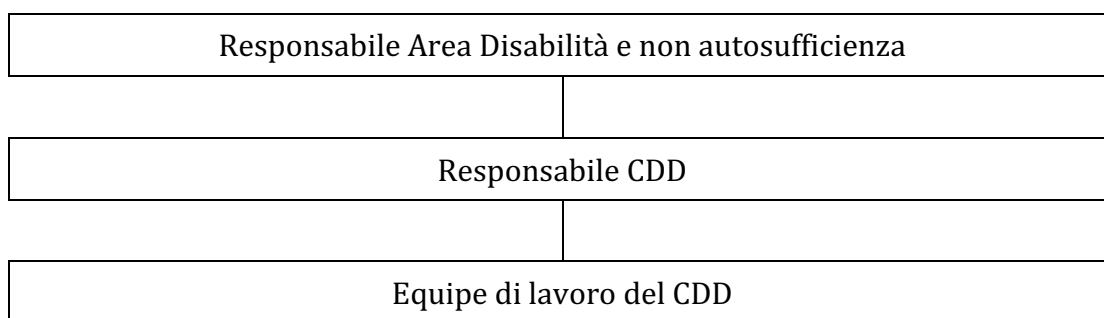 Responsabile Area Disabilità e non autosufficienza
Responsabile CDD
Equipe di lavoro del CDD